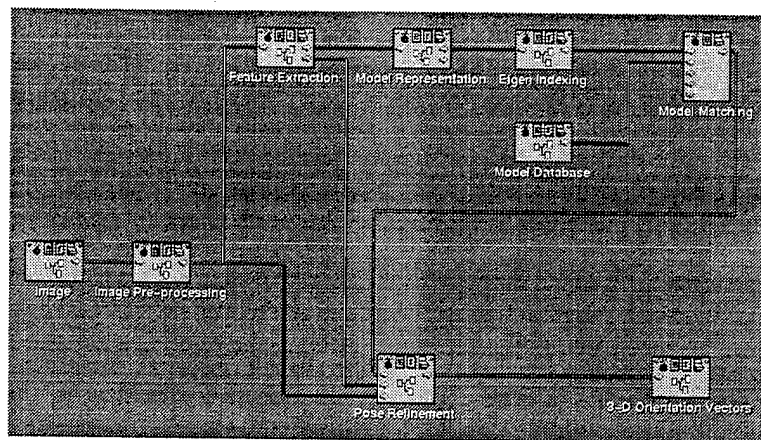 Feature Extraction
Model Representation
Eigen Indexing
Model Matching
Model Database
Image
Image Pre-processing
Pose Refinement
3-D Orientation Vectors